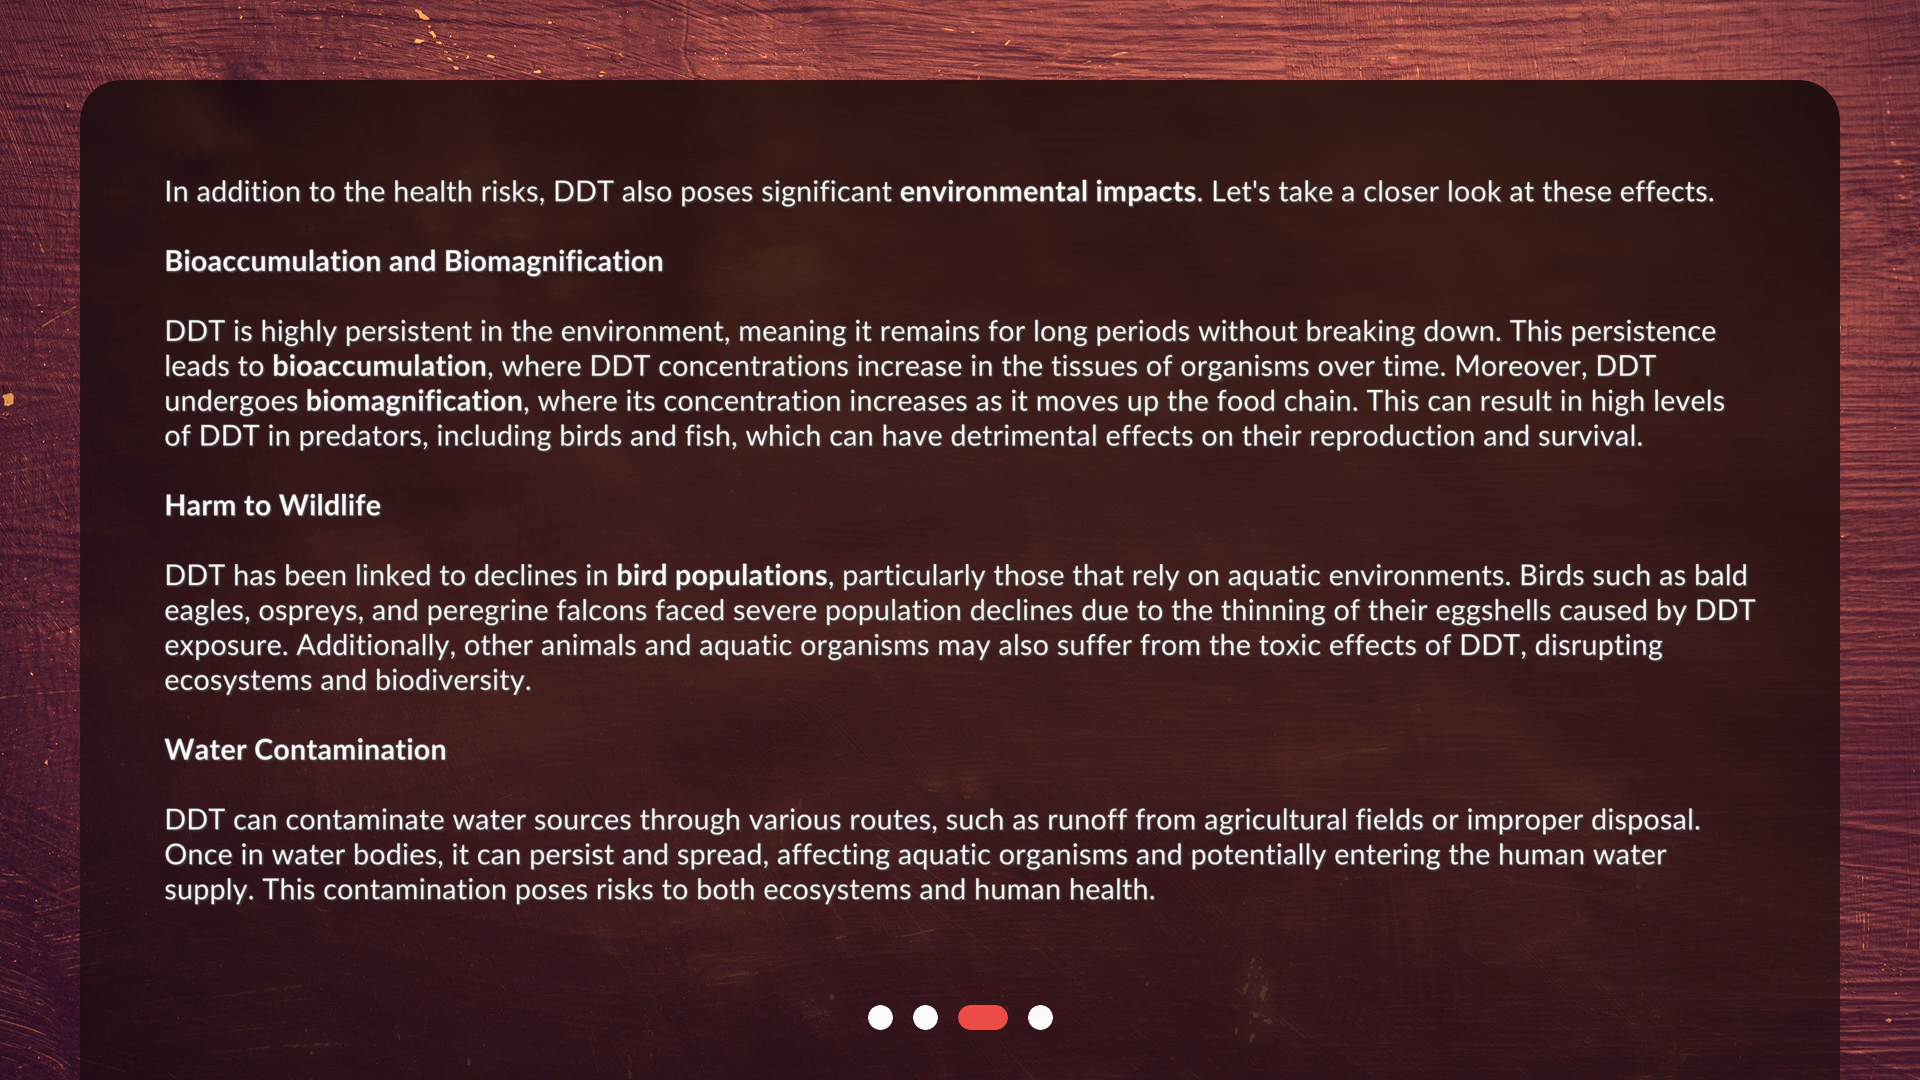 In addition to the health risks, DDT also poses significant environmental impacts. Let's take a closer look at these effects.
Bioaccumulation and Biomagnification
DDT is highly persistent in the environment, meaning it remains for long periods without breaking down. This persistence
leads to bioaccumulation, where DDT concentrations increase in the tissues of organisms over time. Moreover, DDT
undergoes biomagnification, where its concentration increases as it moves up the food chain. This can result in high levels
of DDT in predators, including birds and fish, which can have detrimental effects on their reproduction and survival.
Harm to Wildlife
DDT has been linked to declines in bird populations, particularly those that rely on aquatic environments. Birds such as bald
eagles, ospreys, and peregrine falcons faced severe population declines due to the thinning of their eggshells caused by DDT
exposure. Additionally, other animals and aquatic organisms may also suffer from the toxic effects of DDT, disrupting
ecosystems and biodiversity.
Water Contamination
DDT can contaminate water sources through various routes, such as runoff from agricultural fields or improper disposal.
Once in water bodies, it can persist and spread, affecting aquatic organisms and potentially entering the human water
supply. This contamination poses risks to both ecosystems and human health.